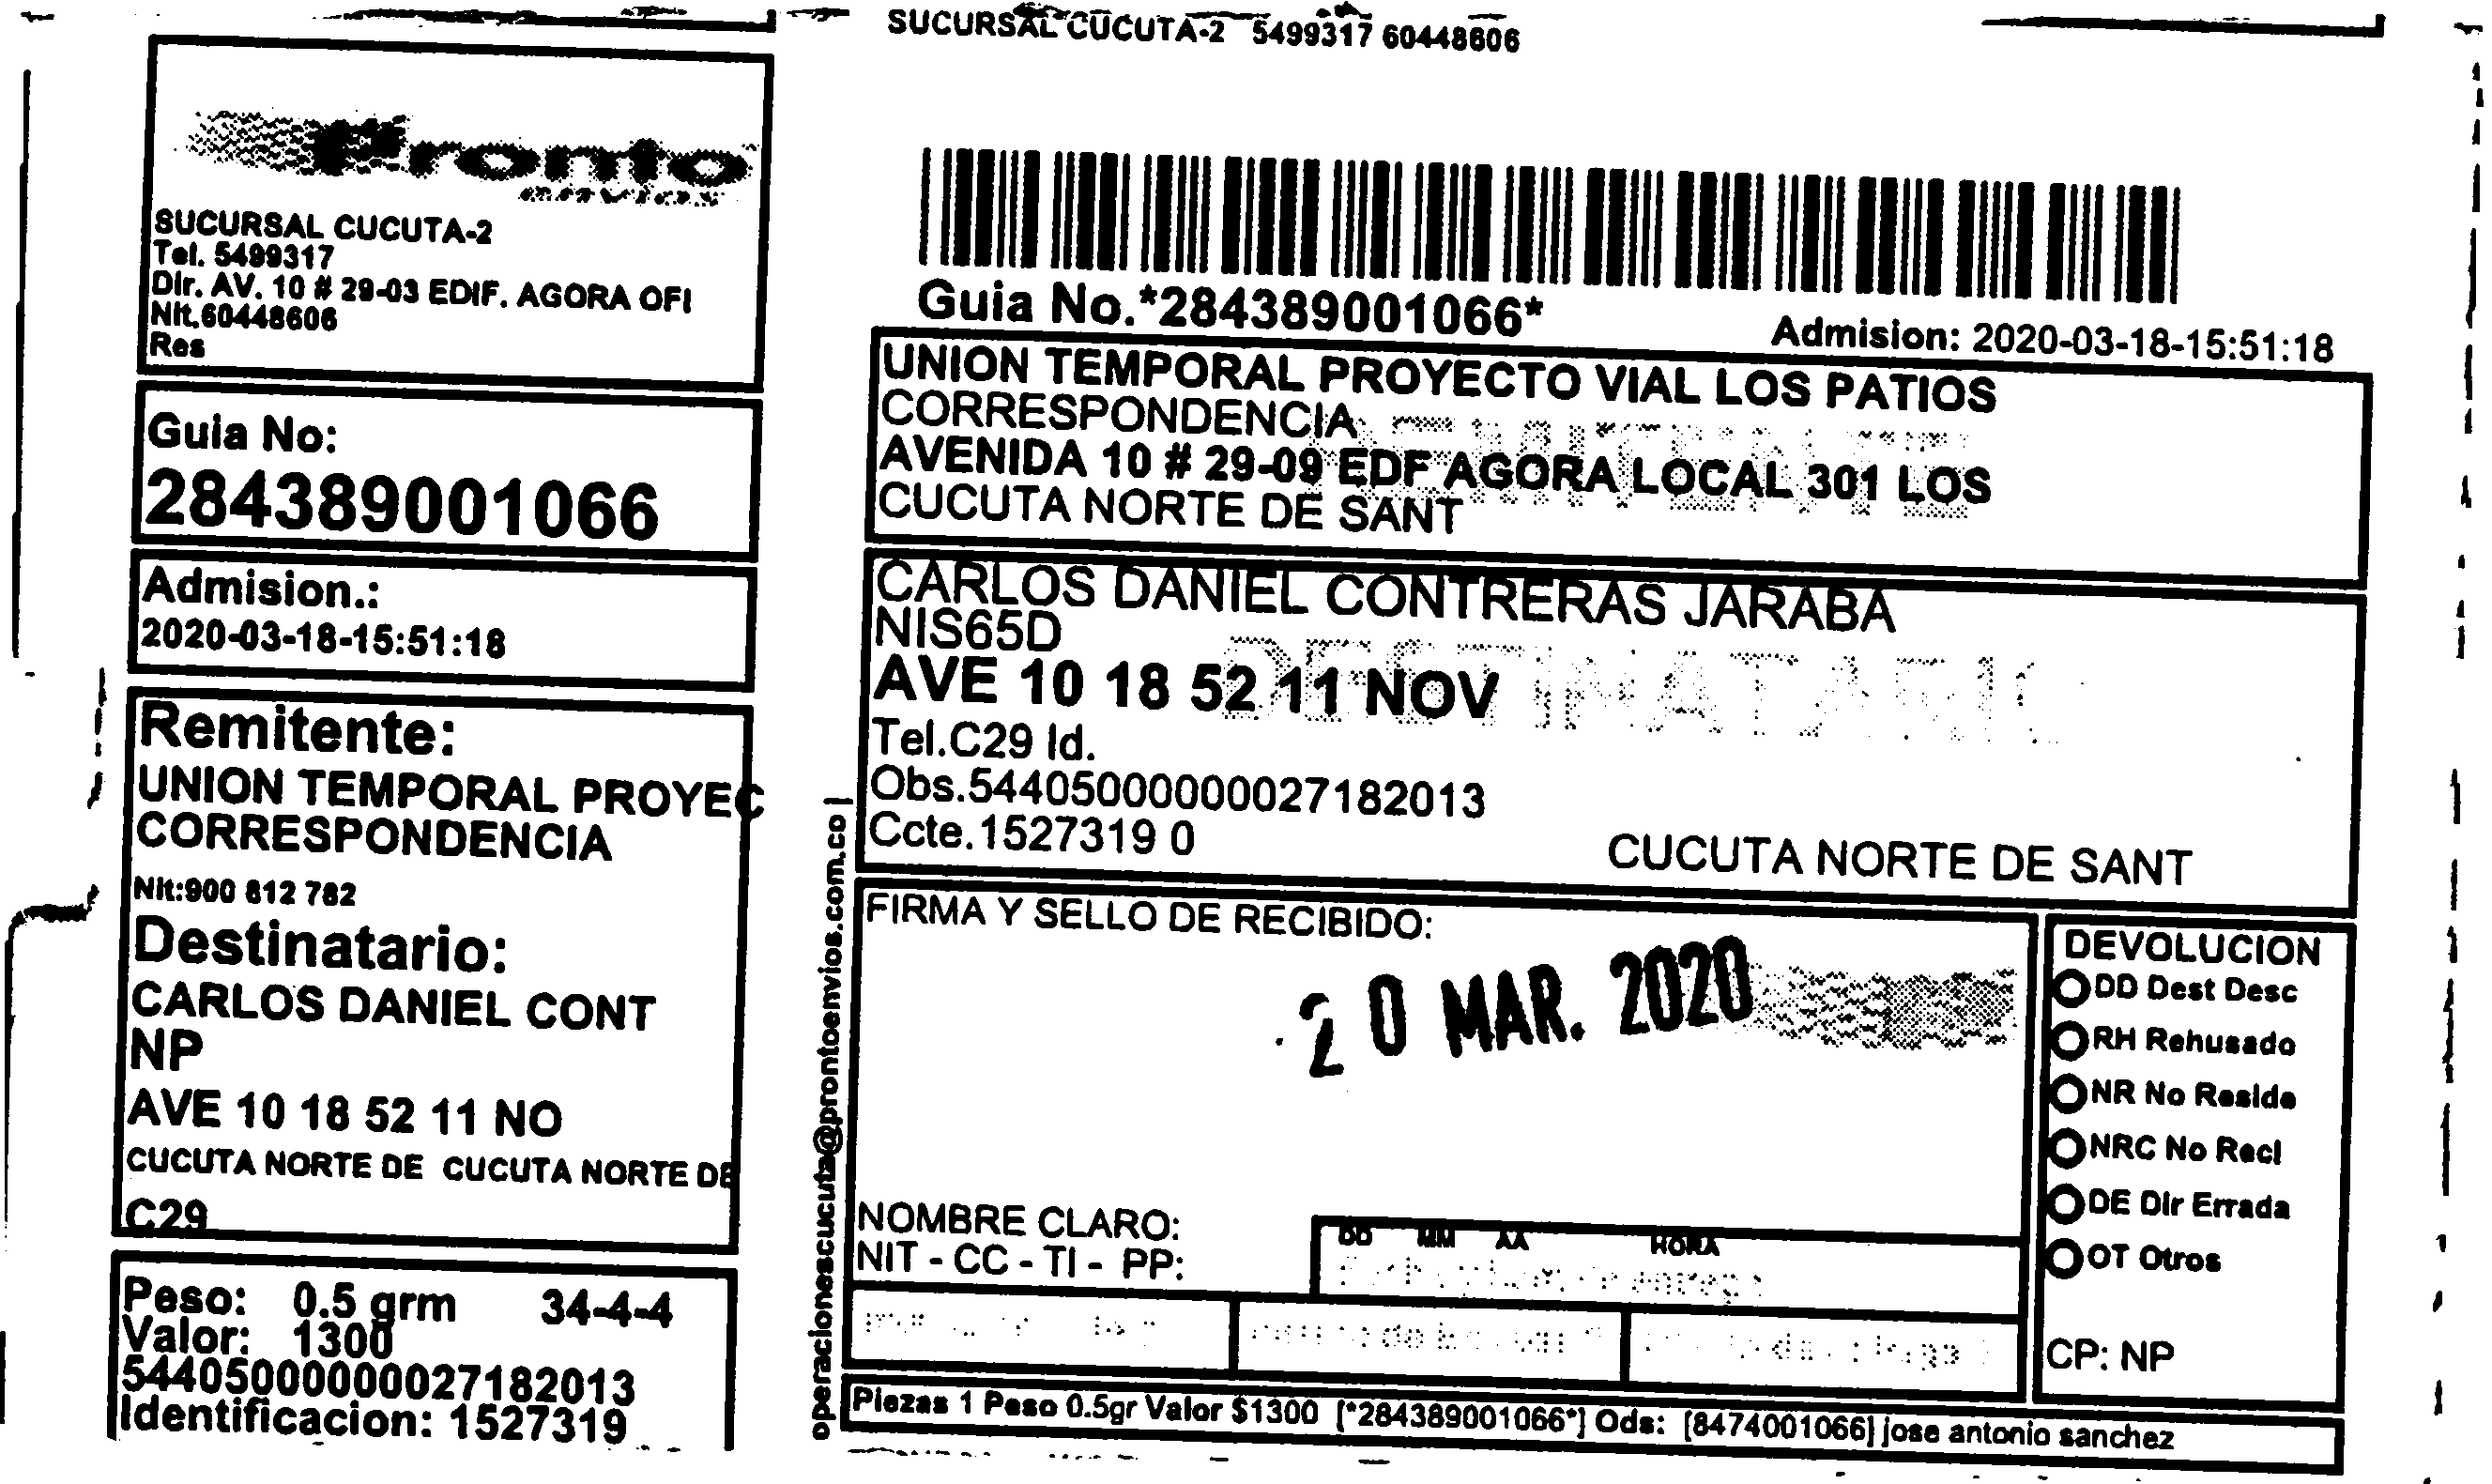 SUCURSAL CUCUTA-2 5499317 60448606
Pronto
SUCURSAL CUCUTA-2
Tel. 5499317
Dir. AV. 10 # 29-03 EDIF. AGORA OFI
Nit.60448606
Res
Guia No:
284389001066
Admision.:
2020-03-18-15:51:18
Remitente:
UNION TEMPORAL PROYEC
CORRESPONDENCIA
Nit:900 812 782
Destinatario:
CARLOS DANIEL CONT
NP
AVE 10 18 52 11 NO
CUCUTA NORTE DE CUCUTA NORTE DE
C29
Peso: 0.5 grm 34-4-4
Valor: 1300
544050000000027182013
Identificacion: 1527319
operacionescucuta@prontoenvios.com.co |
Guia No.*284389001066*
Admision: 2020-03-18-15:51:18
UNION TEMPORAL PROYECTO VIAL LOS PATIOS
CORRESPONDENCIA
REMITENTE
AVENIDA 10 # 29-09 EDF AGORA LOCAL 301 LOS
CUCUTA NORTE DE SANT
CARLOS DANIEL CONTRERAS JARABA
NIS65D
DESTINATARIO
AVE 10 18 52 11 NOV
Tel.C29 Id.
Obs.544050000000027182013
Ccte.1527319 0
CUCUTA NORTE DE SANT
FIRMA Y SELLO DE RECIBIDO:
20 MAR. 2020
NOMBRE CLARO:
NIT - CC - TI - PP:
DD MM AA HORA
DEVOLUCION
DD Dest Desc
RH Rehusado
NR No Reside
NRC No Recl
DE Dir Errada
OT Otros
CP: NP
Piezas 1 Peso 0.5gr Valor $1300 [*284389001066*] Ods: [8474001066] jose antonio sanchez